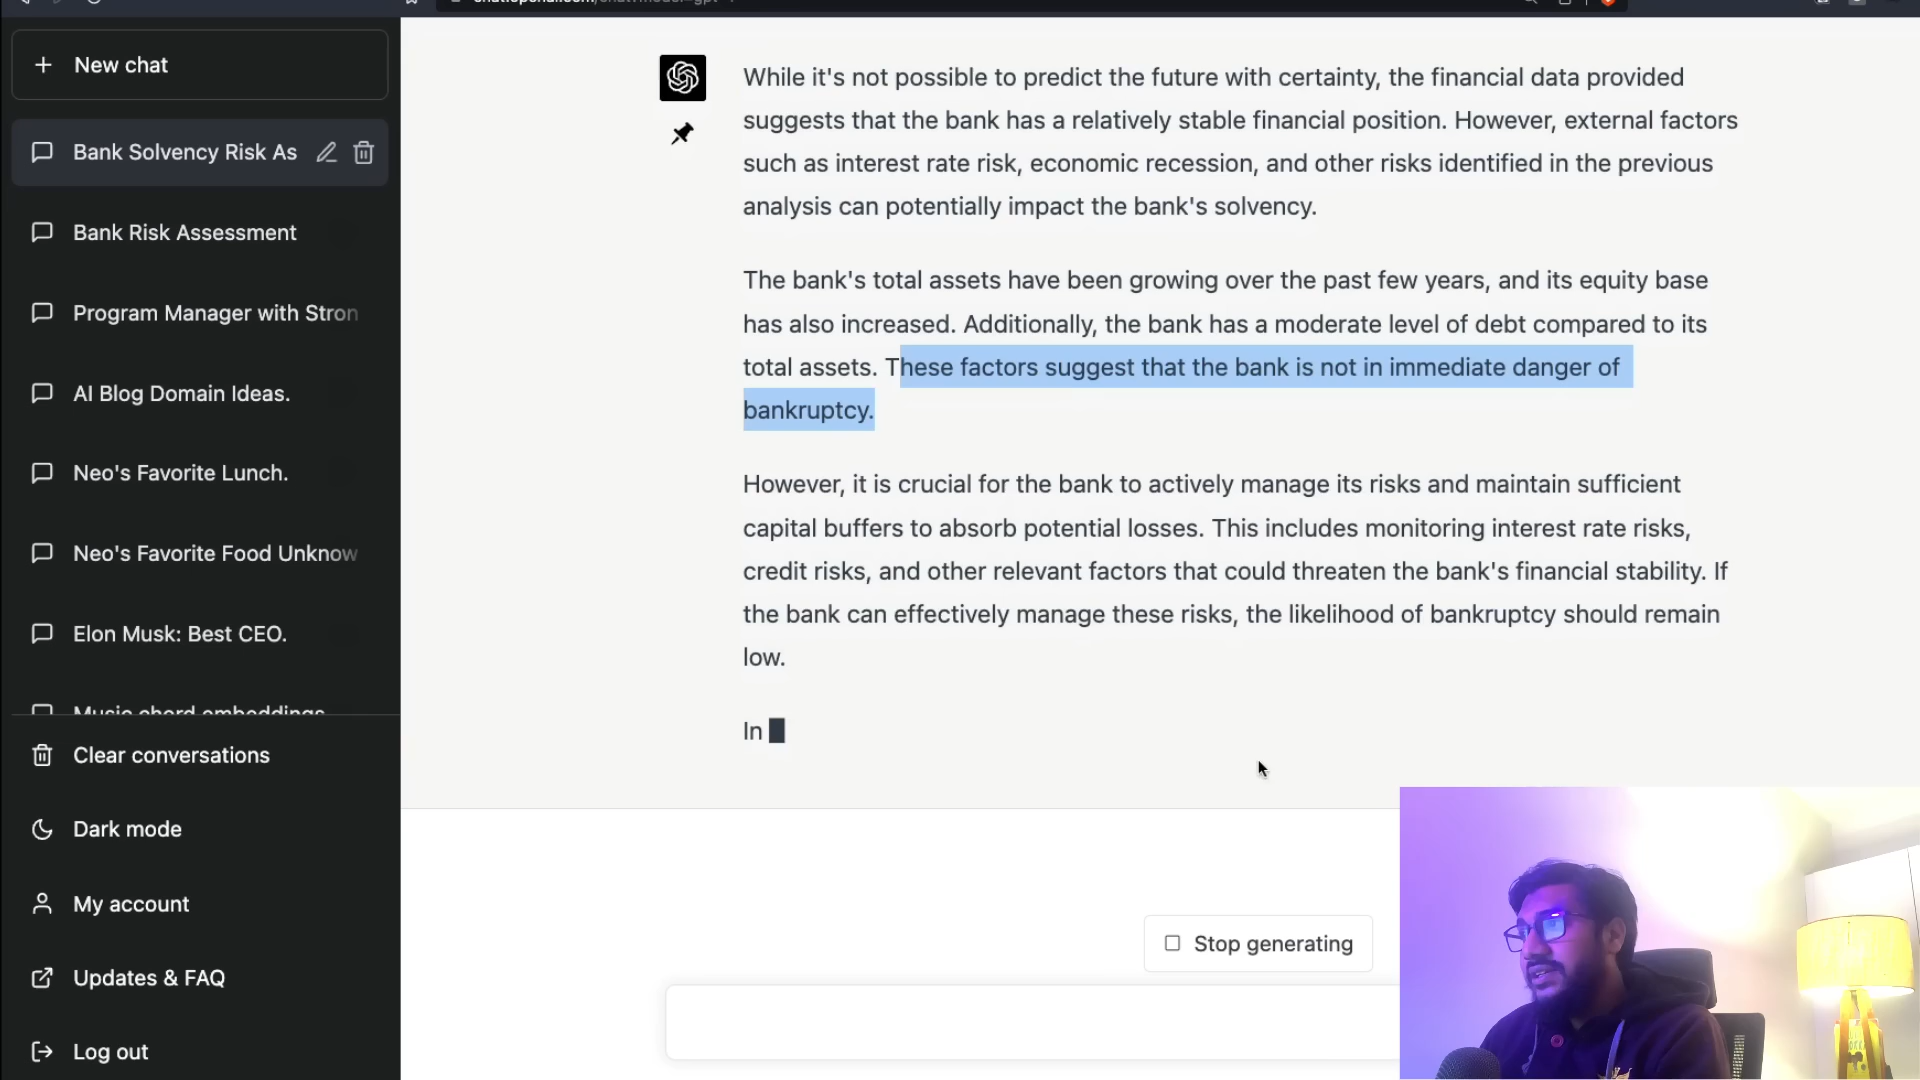 New chat
Bank Solvency Risk As
Bank Risk Assessment
Program Manager with Stron
AI Blog Domain Ideas.
Neo's Favorite Lunch.
Neo's Favorite Food Unknow
Elon Musk: Best CEO.
Music chord embeddings
Clear conversations
Dark mode
My account
Updates & FAQ
Log out
While it's not possible to predict the future with certainty, the financial data provided
suggests that the bank has a relatively stable financial position. However, external factors
such as interest rate risk, economic recession, and other risks identified in the previous
analysis can potentially impact the bank's solvency.
The bank's total assets have been growing over the past few years, and its equity base
has also increased. Additionally, the bank has a moderate level of debt compared to its
total assets. These factors suggest that the bank is not in immediate danger of
bankruptcy.
However, it is crucial for the bank to actively manage its risks and maintain sufficient
capital buffers to absorb potential losses. This includes monitoring interest rate risks,
credit risks, and other relevant factors that could threaten the bank's financial stability. If
the bank can effectively manage these risks, the likelihood of bankruptcy should remain
low.
In
Stop generating